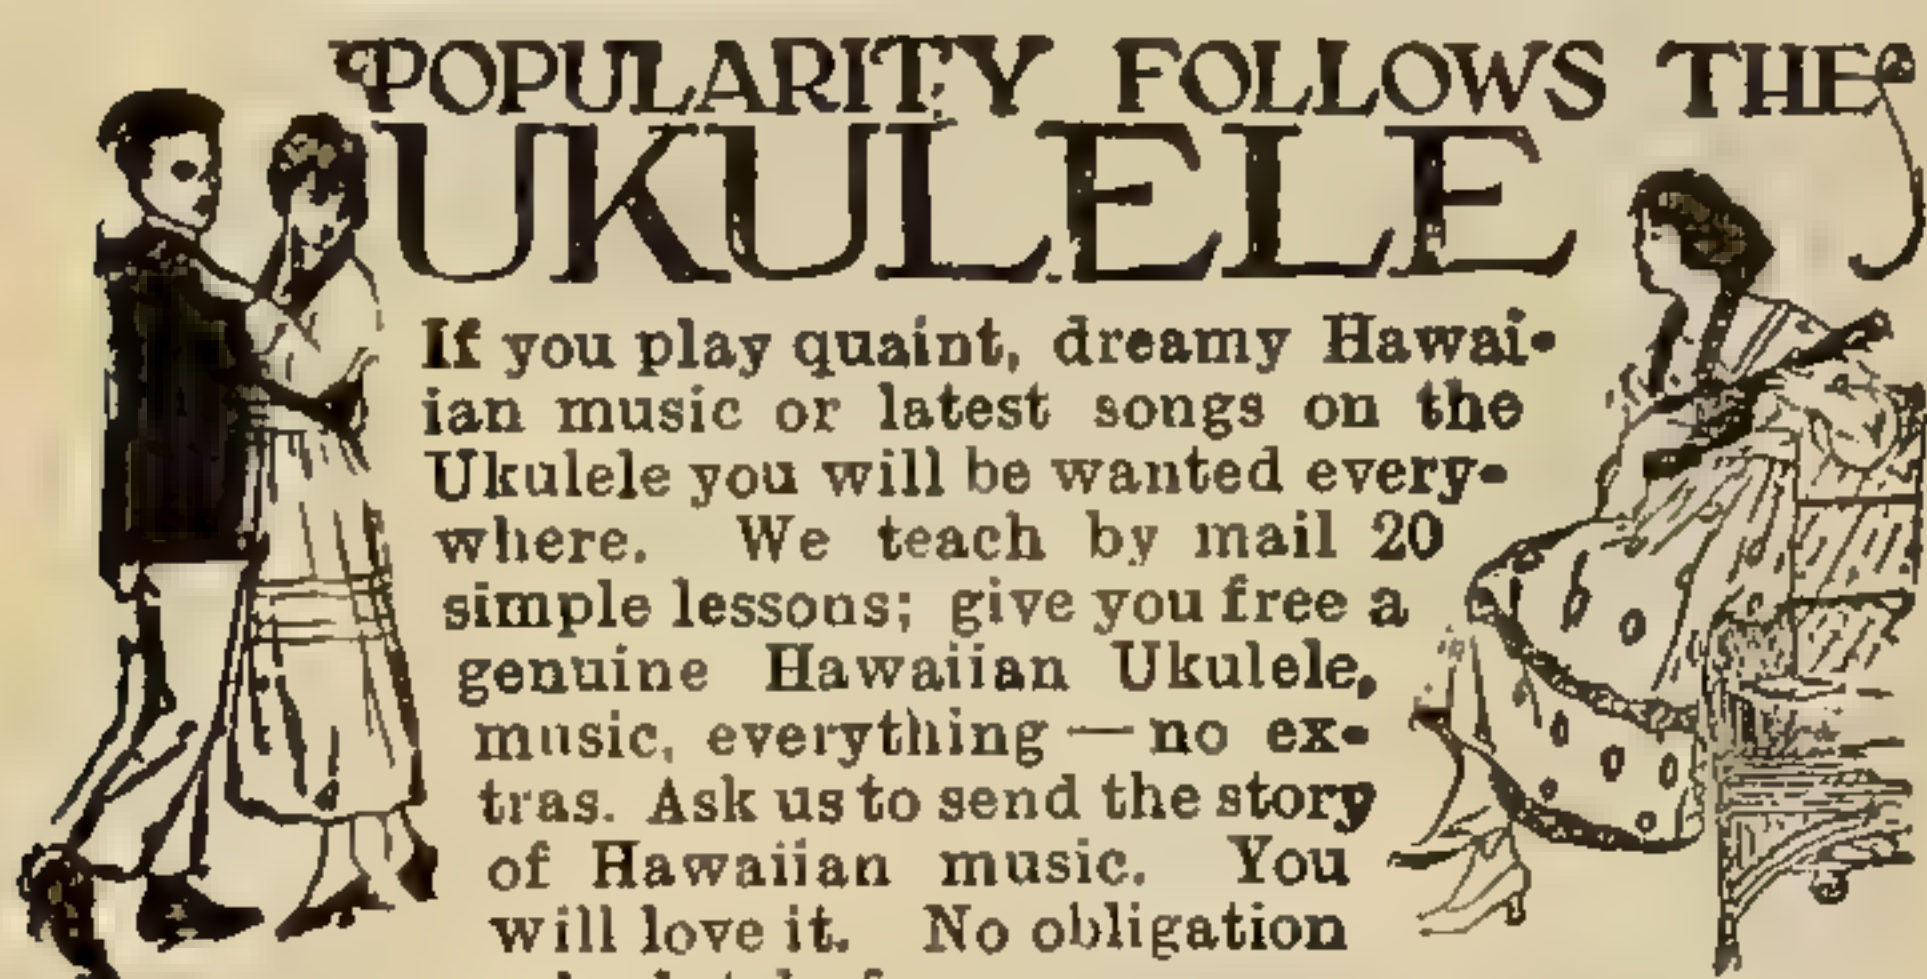 POPULARITY FOLLOWS THE
UKULELE
If you play quaint, dreamy Hawai-
ian music or latest songs on the
Ukulele you will be wanted every-
where. We teach by mail 20
simple lessons; give you free a
genuine Hawaiian Ukulele,
music, everything — no ex-
tras. Ask us to send the story
of Hawaiian music. You
will love it. No obligation